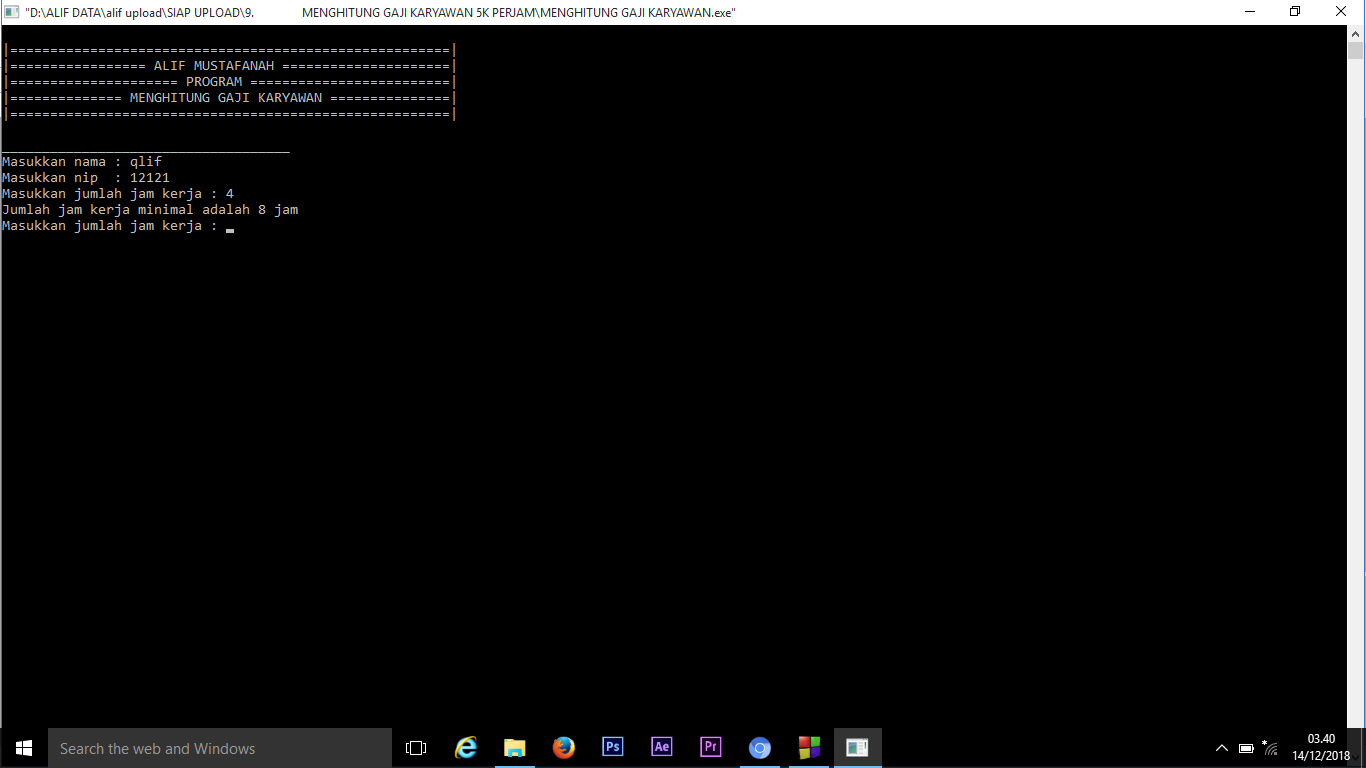 "D:\ALIF DATA\alif upload\SIAP UPLOAD\9. MENGHITUNG GAJI KARYAWAN 5K PERJAM\MENGHITUNG GAJI KARYAWAN.exe"
|=======================================================|
|================= ALIF MUSTAFANAH =====================|
|===================== PROGRAM =========================|
|============== MENGHITUNG GAJI KARYAWAN ===============|
|=======================================================|
____________________________________
Masukkan nama : qlif
Masukkan nip  : 12121
Masukkan jumlah jam kerja : 4
Jumlah jam kerja minimal adalah 8 jam
Masukkan jumlah jam kerja : _
Search the web and Windows
Ps
Ae
Pr
03.40
14/12/2018